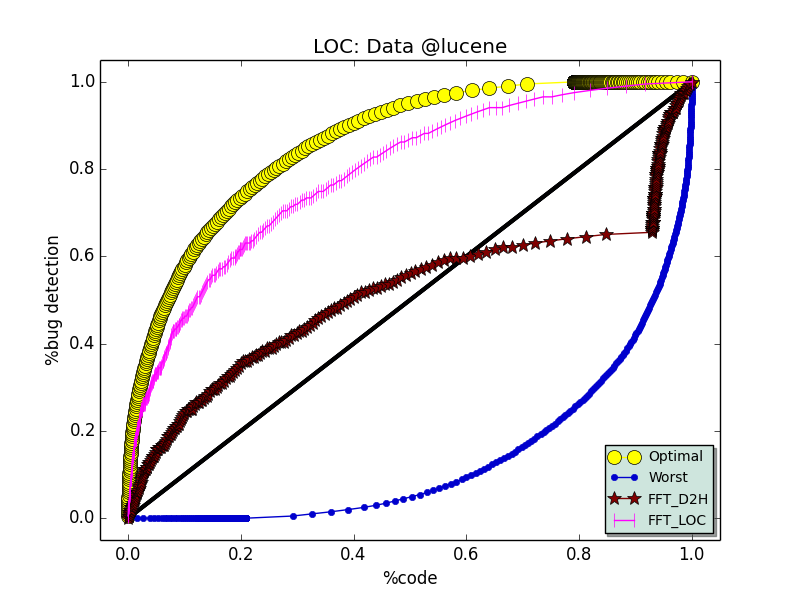 LOC: Data @lucene
%bug detection
1.0
0.8
0.6
0.4
0.2
0.0
0.0 0.2 0.4 0.6 0.8 1.0
%code
Optimal
Worst
FFT_D2H
FFT_LOC